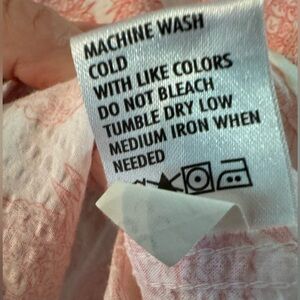 MACHINE WASH
COLD
WITH LIKE COLORS
DO NOT BLEACH
TUMBLE DRY LOW
MEDIUM IRON WHEN
NEEDED